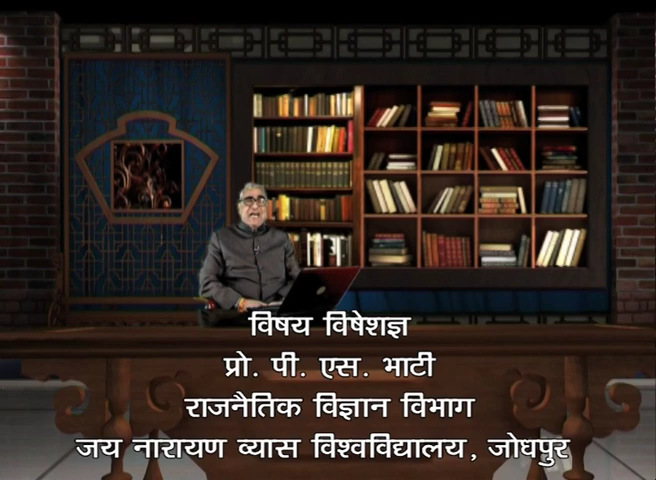 विषय विषेशज्ञ
प्रो. पी. एस. भाटी
राजनैतिक विज्ञान विभाग
जय नारायण व्यास विश्वविद्यालय, जोधपुर